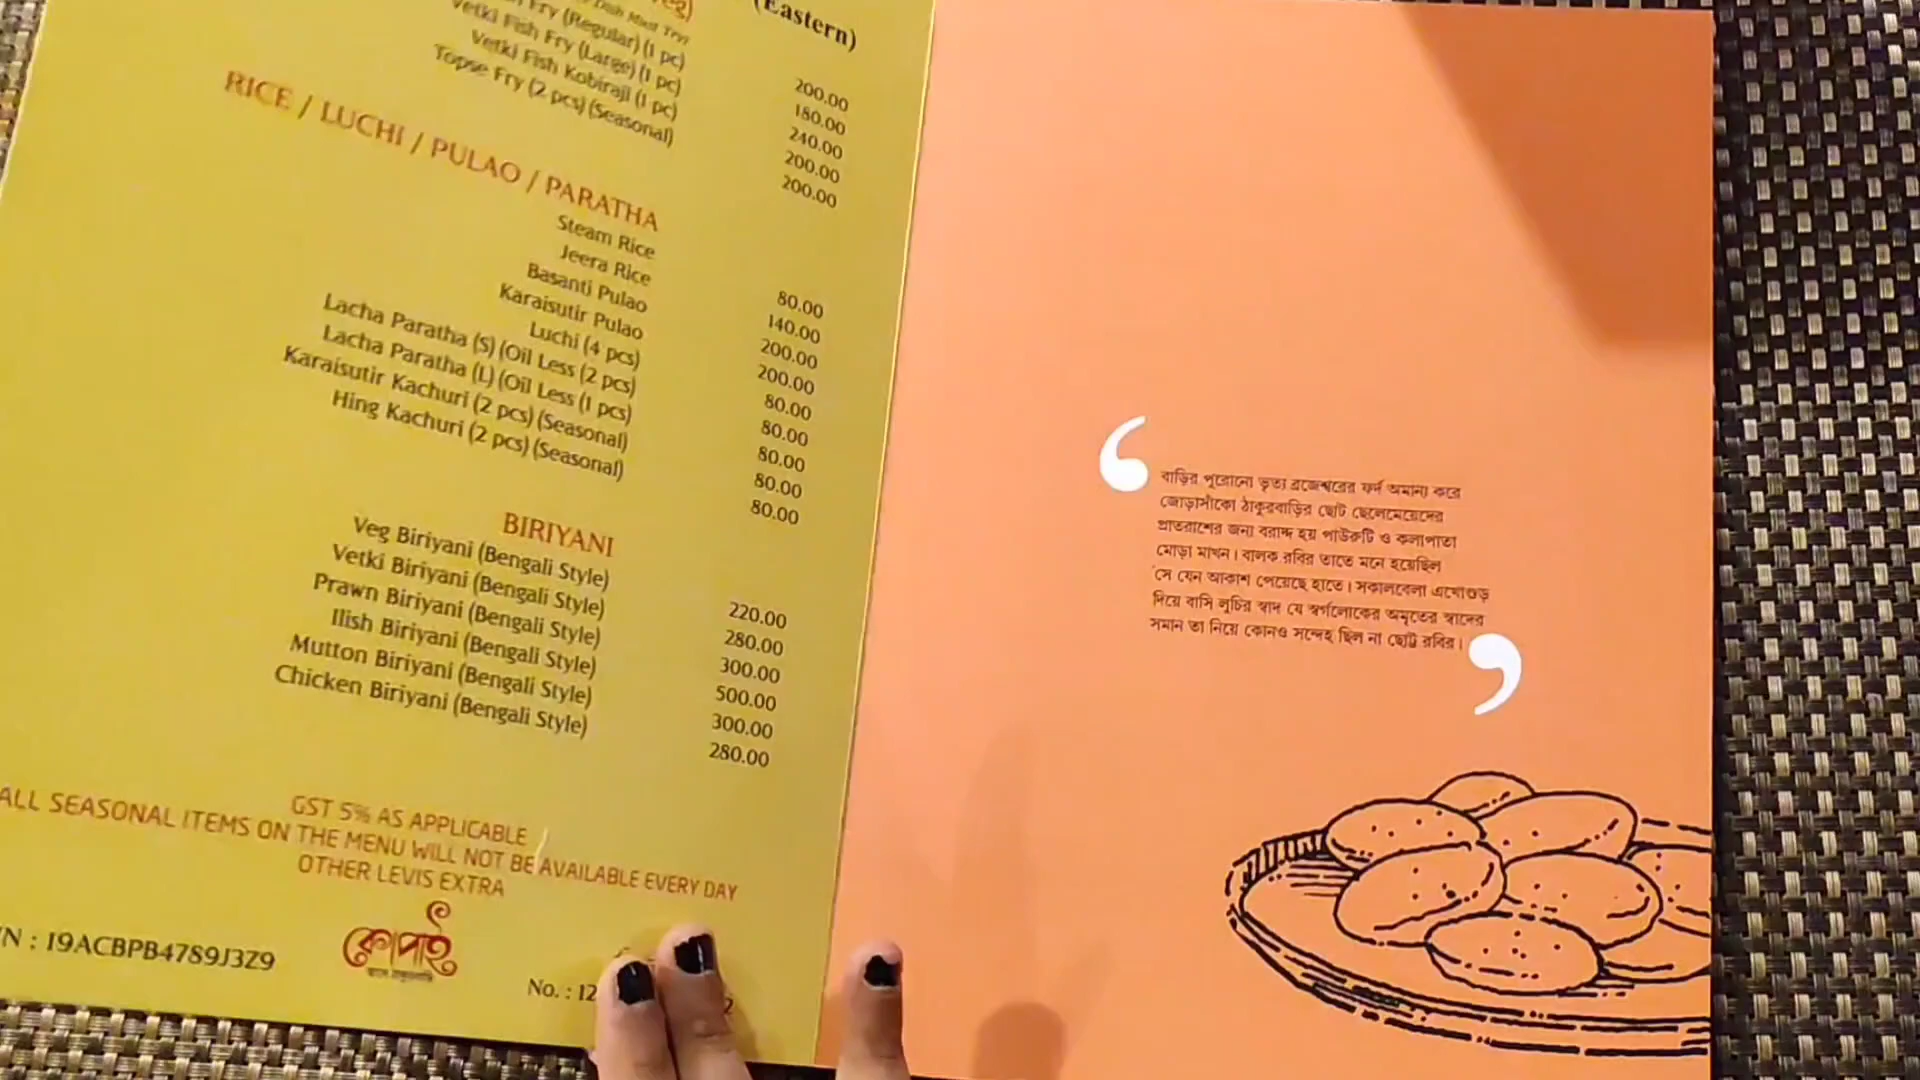 (Eastern)
Dish Must Try)
Fry (Regular) (1 pc) 200.00
Vetki Fish Fry (Large) (1 pc) 180.00
Vetki Fish Kobiraji (1 pc) 240.00
Topse Fry (2 pcs) (Seasonal) 200.00
200.00
RICE / LUCHI / PULAO / PARATHA
Steam Rice 80.00
Jeera Rice 140.00
Basanti Pulao 200.00
Karaisutir Pulao 200.00
Luchi (4 pcs) 80.00
Lacha Paratha (S) (Oil Less (2 pcs) 80.00
Lacha Paratha (L) (Oil Less (1 pcs) 80.00
Karaisutir Kachuri (2 pcs) (Seasonal) 80.00
Hing Kachuri (2 pcs) (Seasonal) 80.00
BIRIYANI
Veg Biriyani (Bengali Style) 220.00
Vetki Biriyani (Bengali Style) 280.00
Prawn Biriyani (Bengali Style) 300.00
Ilish Biriyani (Bengali Style) 500.00
Mutton Biriyani (Bengali Style) 300.00
Chicken Biriyani (Bengali Style) 280.00
GST 5% AS APPLICABLE
ALL SEASONAL ITEMS ON THE MENU WILL NOT BE AVAILABLE EVERY DAY
OTHER LEVIS EXTRA
N : 19ACBPB4789J3Z9
কোপাই
No. : 12
‘বাড়ির পুরোনো ভৃত্য ব্রজেশ্বরের ফর্দ অমান্য করে
জোড়াসাঁকো ঠাকুরবাড়ির ছোট ছেলেমেয়েদের
প্রাতরাশের জন্য বরাদ্দ হয় পাউরুটি ও কলাপাতা
মোড়া মাখন। বালক রবির তাতে মনে হয়েছিল
সে যেন আকাশ পেয়েছে হাতে। সকালবেলা এখোগুড়
দিয়ে বাসি লুচির স্বাদ যে স্বর্গলোকের অমৃতের স্বাদের
সমান তা নিয়ে কোনও সন্দেহ ছিল না ছোট্ট রবির।’